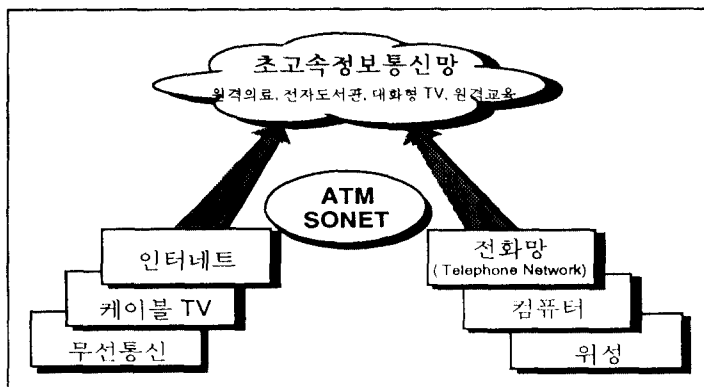 초고속정보통신망
원격의료, 전자도서관, 대화형 TV, 원격교육
ATM
SONET
인터네트
케이블 TV
무선통신
전화망
( Telephone Network)
컴퓨터
위성